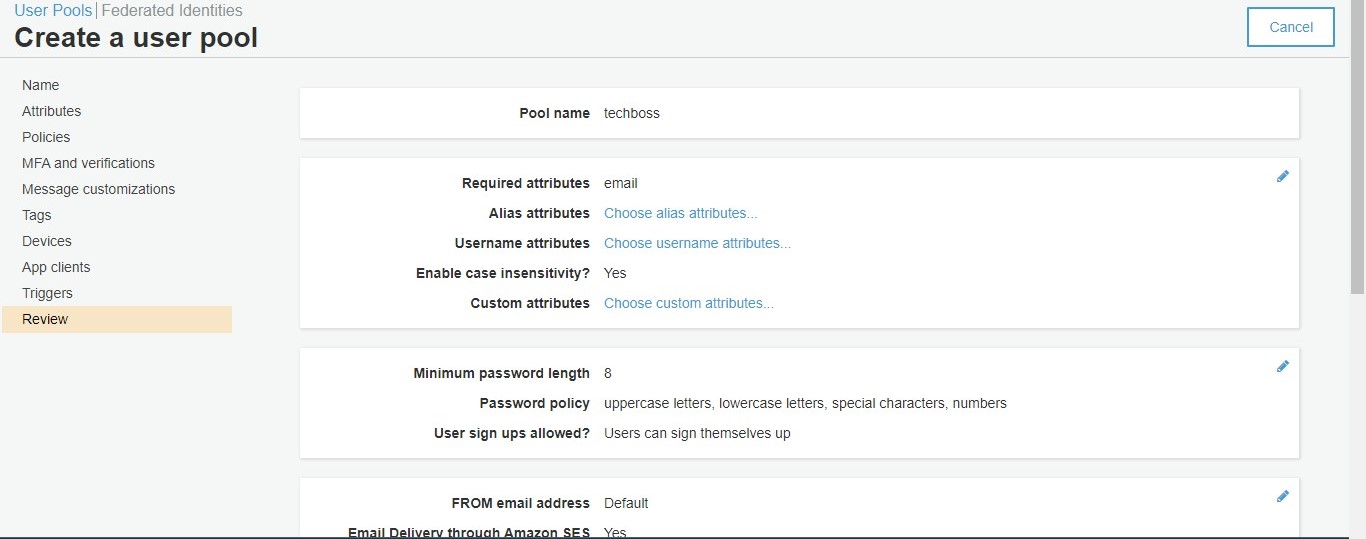 User Pools | Federated Identities
Create a user pool
Cancel
Name
Attributes
Policies
MFA and verifications
Message customizations
Tags
Devices
App clients
Triggers
Review
Pool name techboss
Required attributes email
Alias attributes Choose alias attributes...
Username attributes Choose username attributes...
Enable case insensitivity? Yes
Custom attributes Choose custom attributes...
Minimum password length 8
Password policy uppercase letters, lowercase letters, special characters, numbers
User sign ups allowed? Users can sign themselves up
FROM email address Default
Email Delivery through Amazon SES Yes